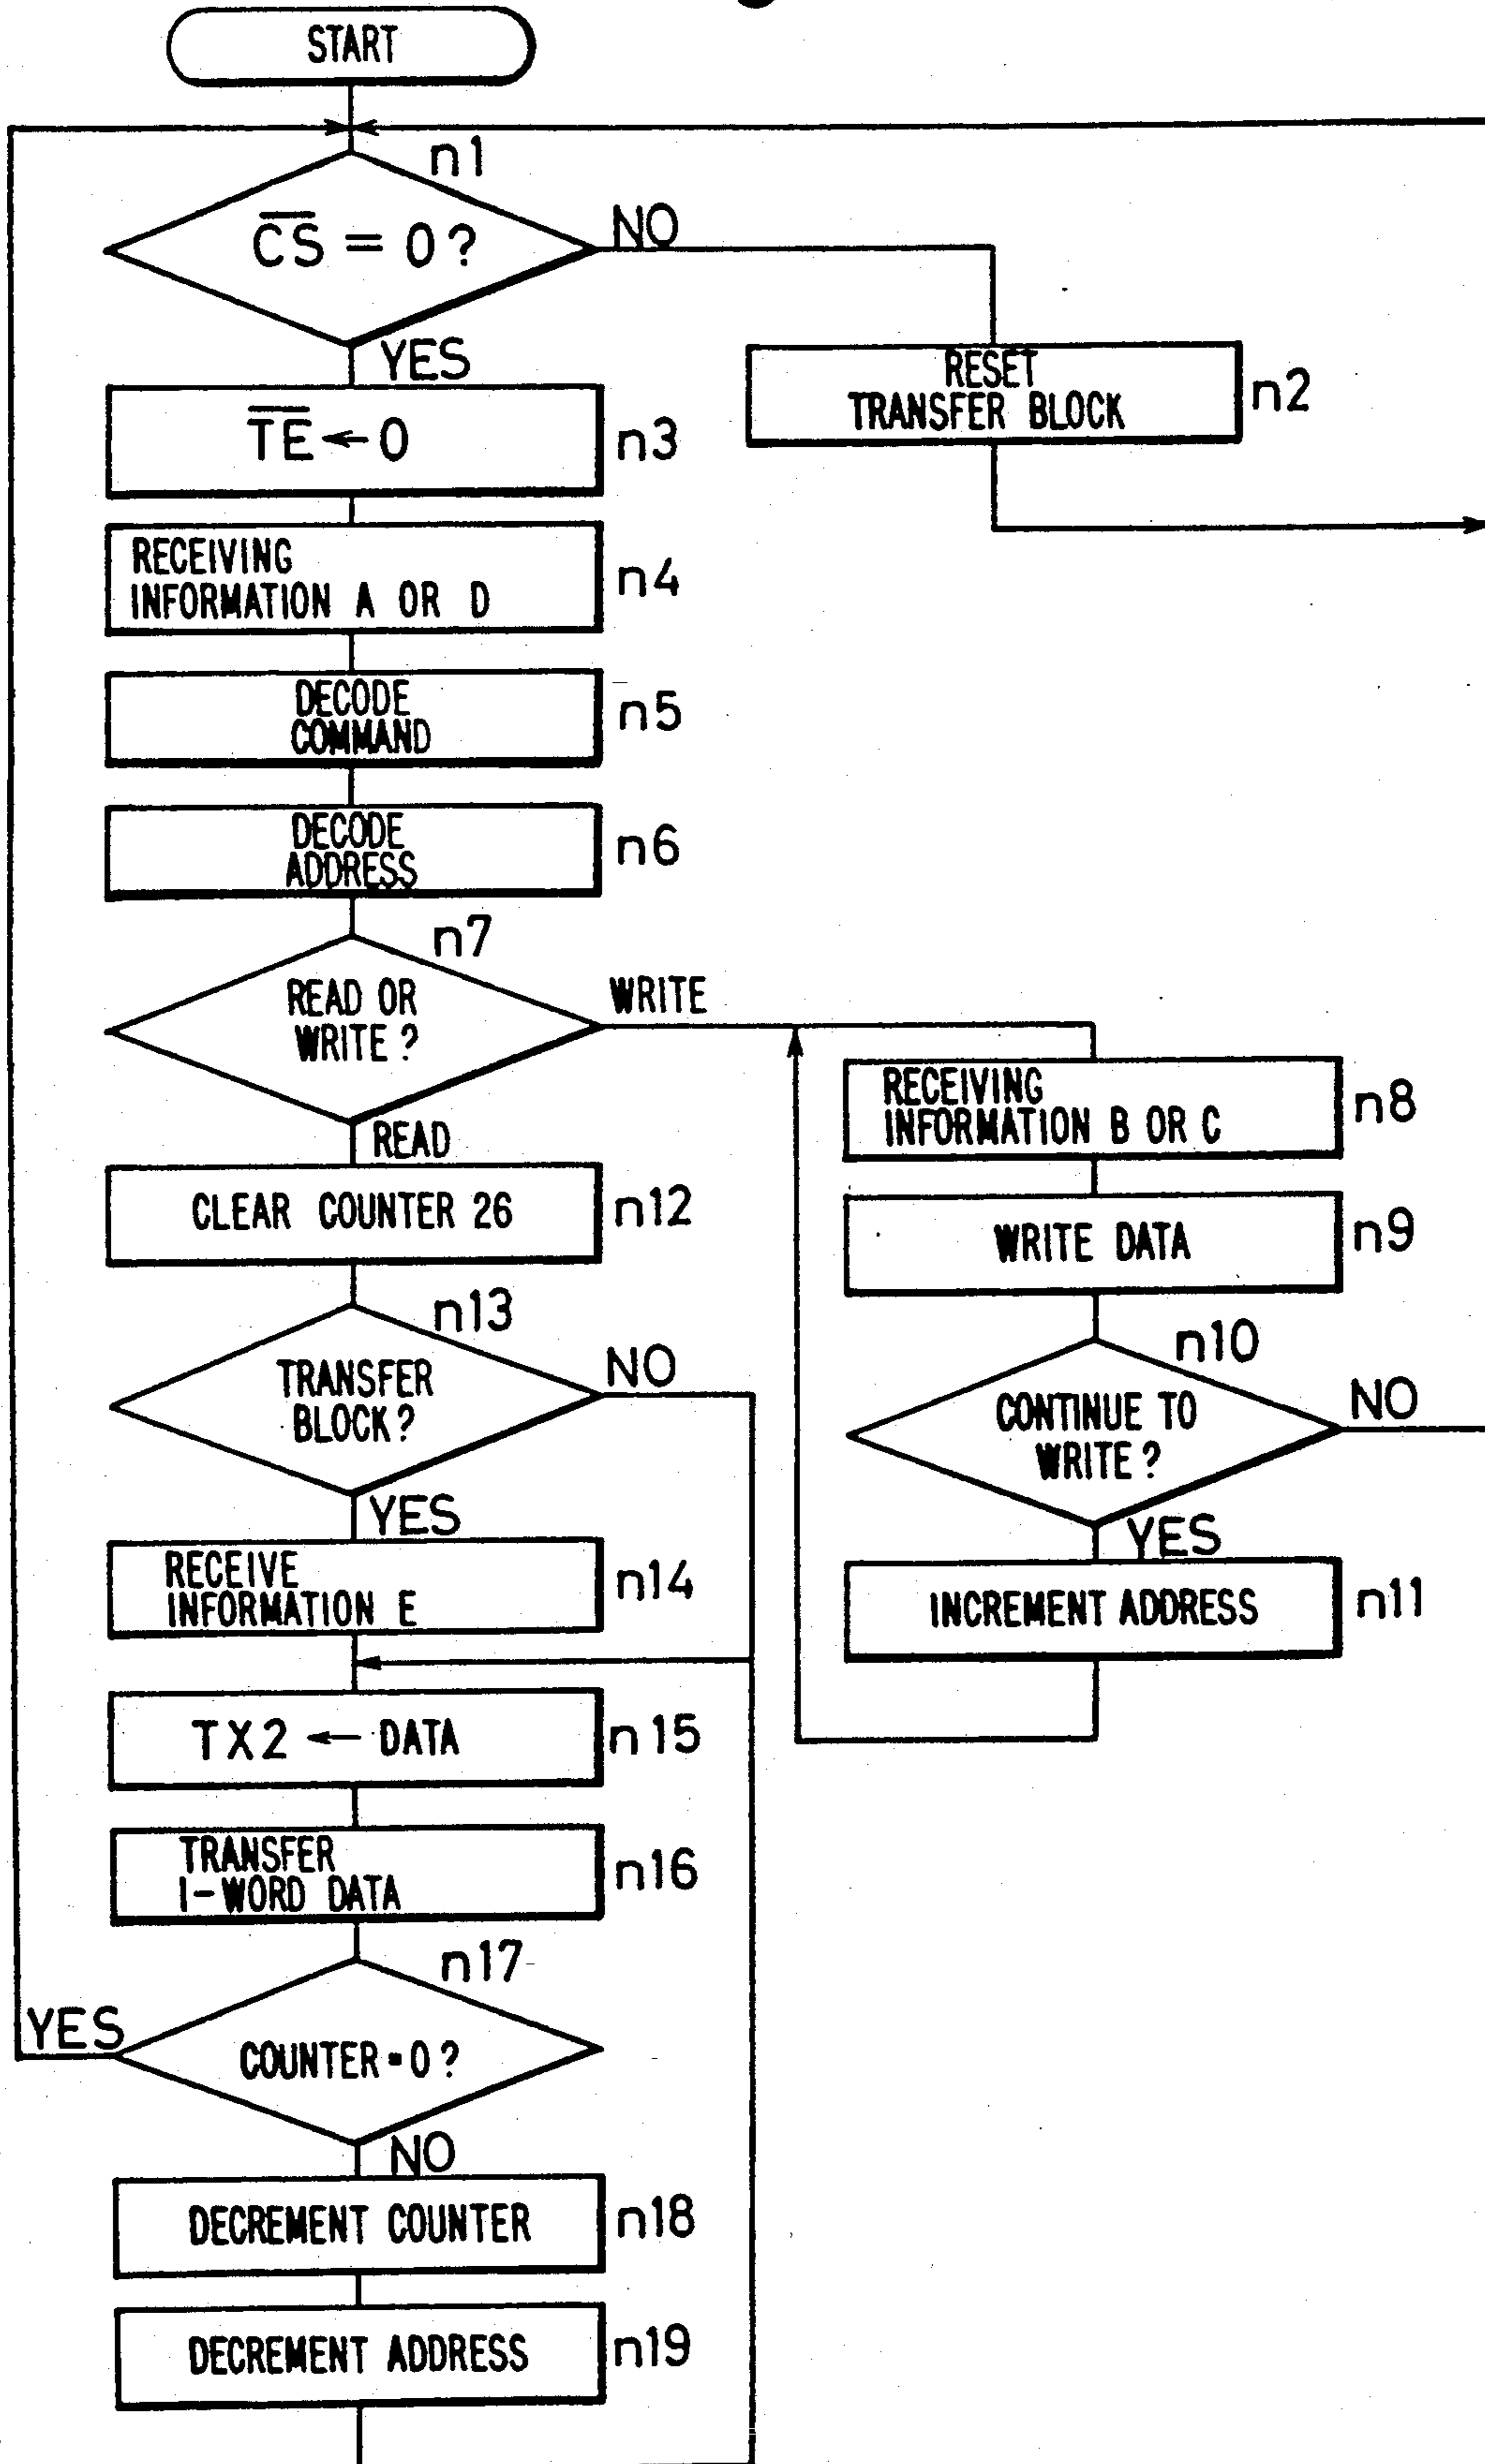 START
n1
C̅S̅ = 0?
NO
YES
RESET
TRANSFER BLOCK
n2
T̅E̅ ← 0
n3
RECEIVING
INFORMATION A OR D
n4
DECODE
COMMAND
n5
DECODE
ADDRESS
n6
n7
READ OR
WRITE?
WRITE
READ
RECEIVING
INFORMATION B OR C
n8
CLEAR COUNTER 26
n12
WRITE DATA
n9
n13
TRANSFER
BLOCK?
NO
YES
n10
CONTINUE TO
WRITE?
NO
YES
RECEIVE
INFORMATION E
n14
INCREMENT ADDRESS
n11
TX2 ← DATA
n15
TRANSFER
1-WORD DATA
n16
n17
YES
COUNTER=0?
NO
DECREMENT COUNTER
n18
DECREMENT ADDRESS
n19